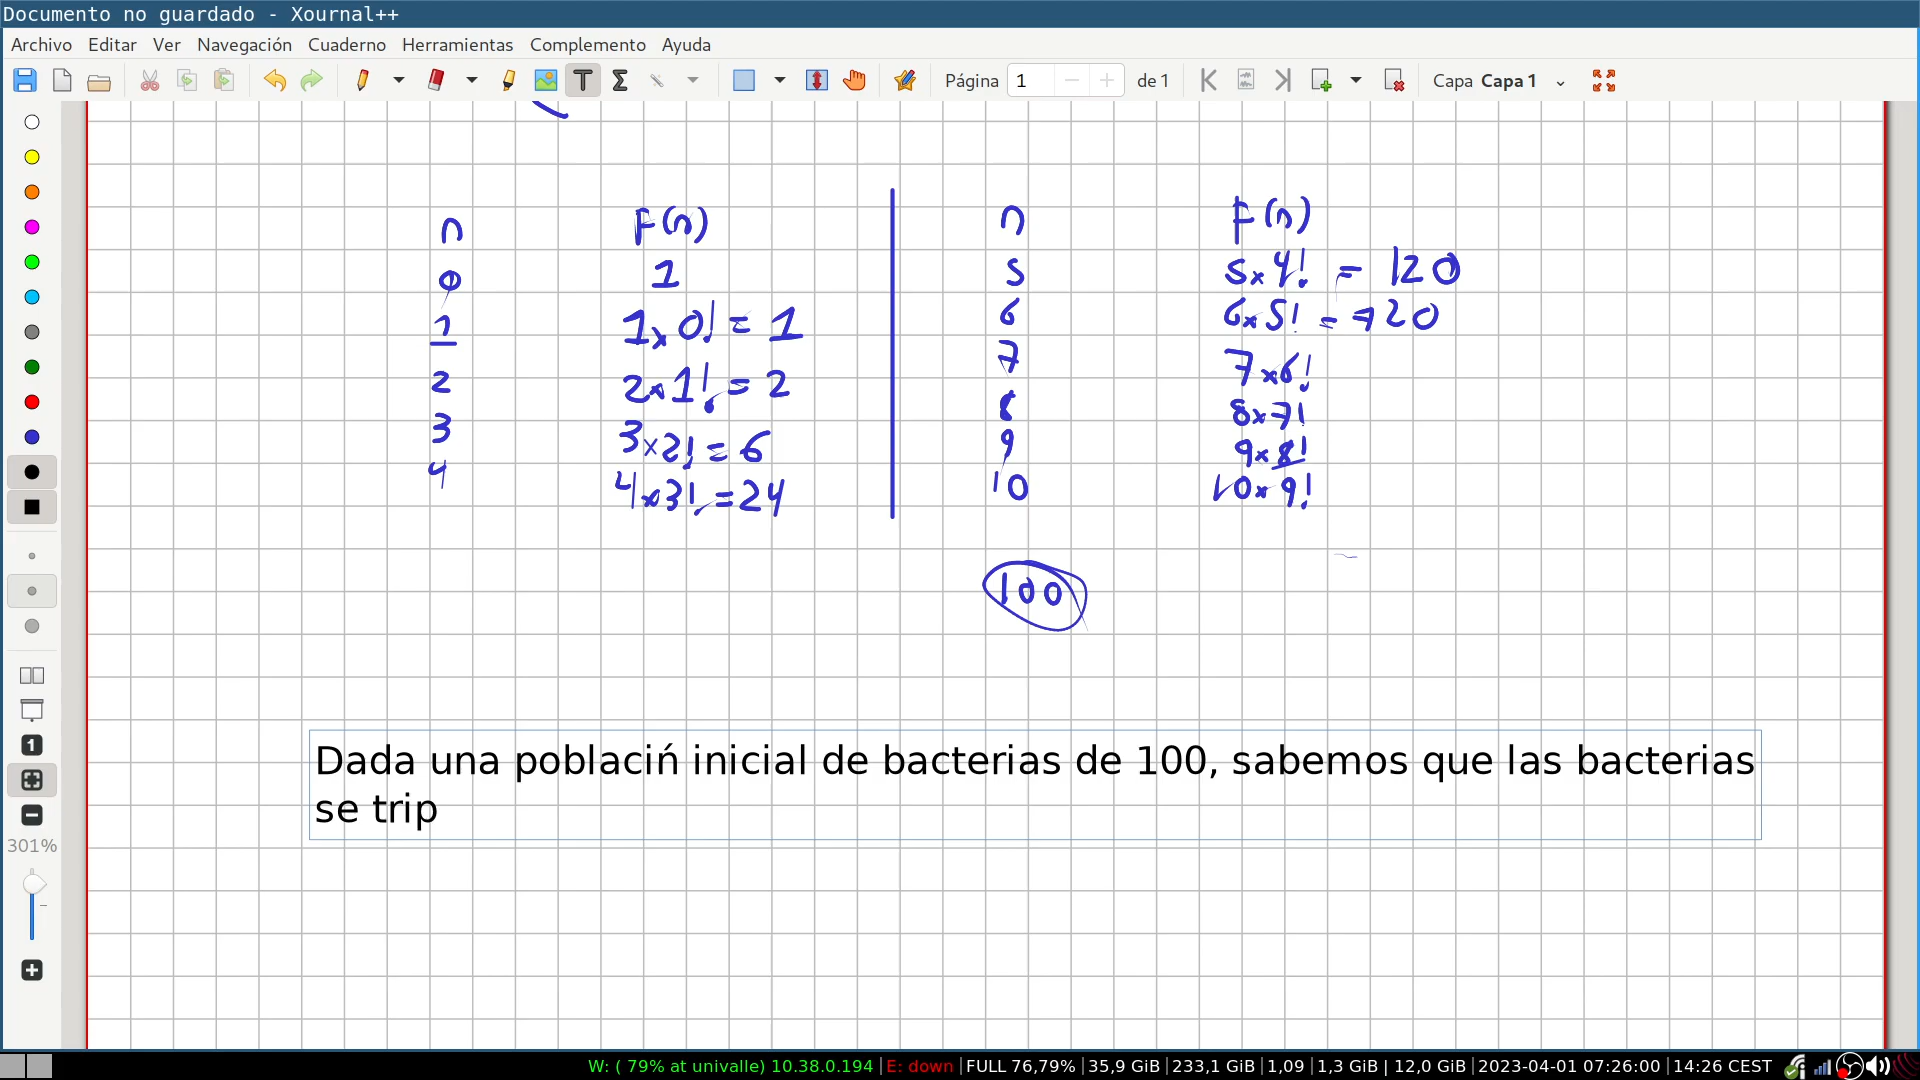 Documento no guardado - Xournal++
Archivo Editar Ver Navegación Cuaderno Herramientas Complemento Ayuda
Página 1 de 1 Capa Capa 1
n F(n)
0 1
1 1x0! = 1
2 2x1! = 2
3 3x2! = 6
4 4x3! = 24
n F(n)
5 5x4! = 120
6 6x5! = 720
7 7x6!
8 8x7!
9 9x8!
10 10x9!
100
Dada una poblaciń inicial de bacterias de 100, sabemos que las bacterias
se trip
1
301%
W: ( 79% at univalle) 10.38.0.194 |E: down |FULL 76,79% |35,9 GiB |233,1 GiB |1,09 |1,3 GiB | 12,0 GiB |2023-04-01 07:26:00 |14:26 CEST